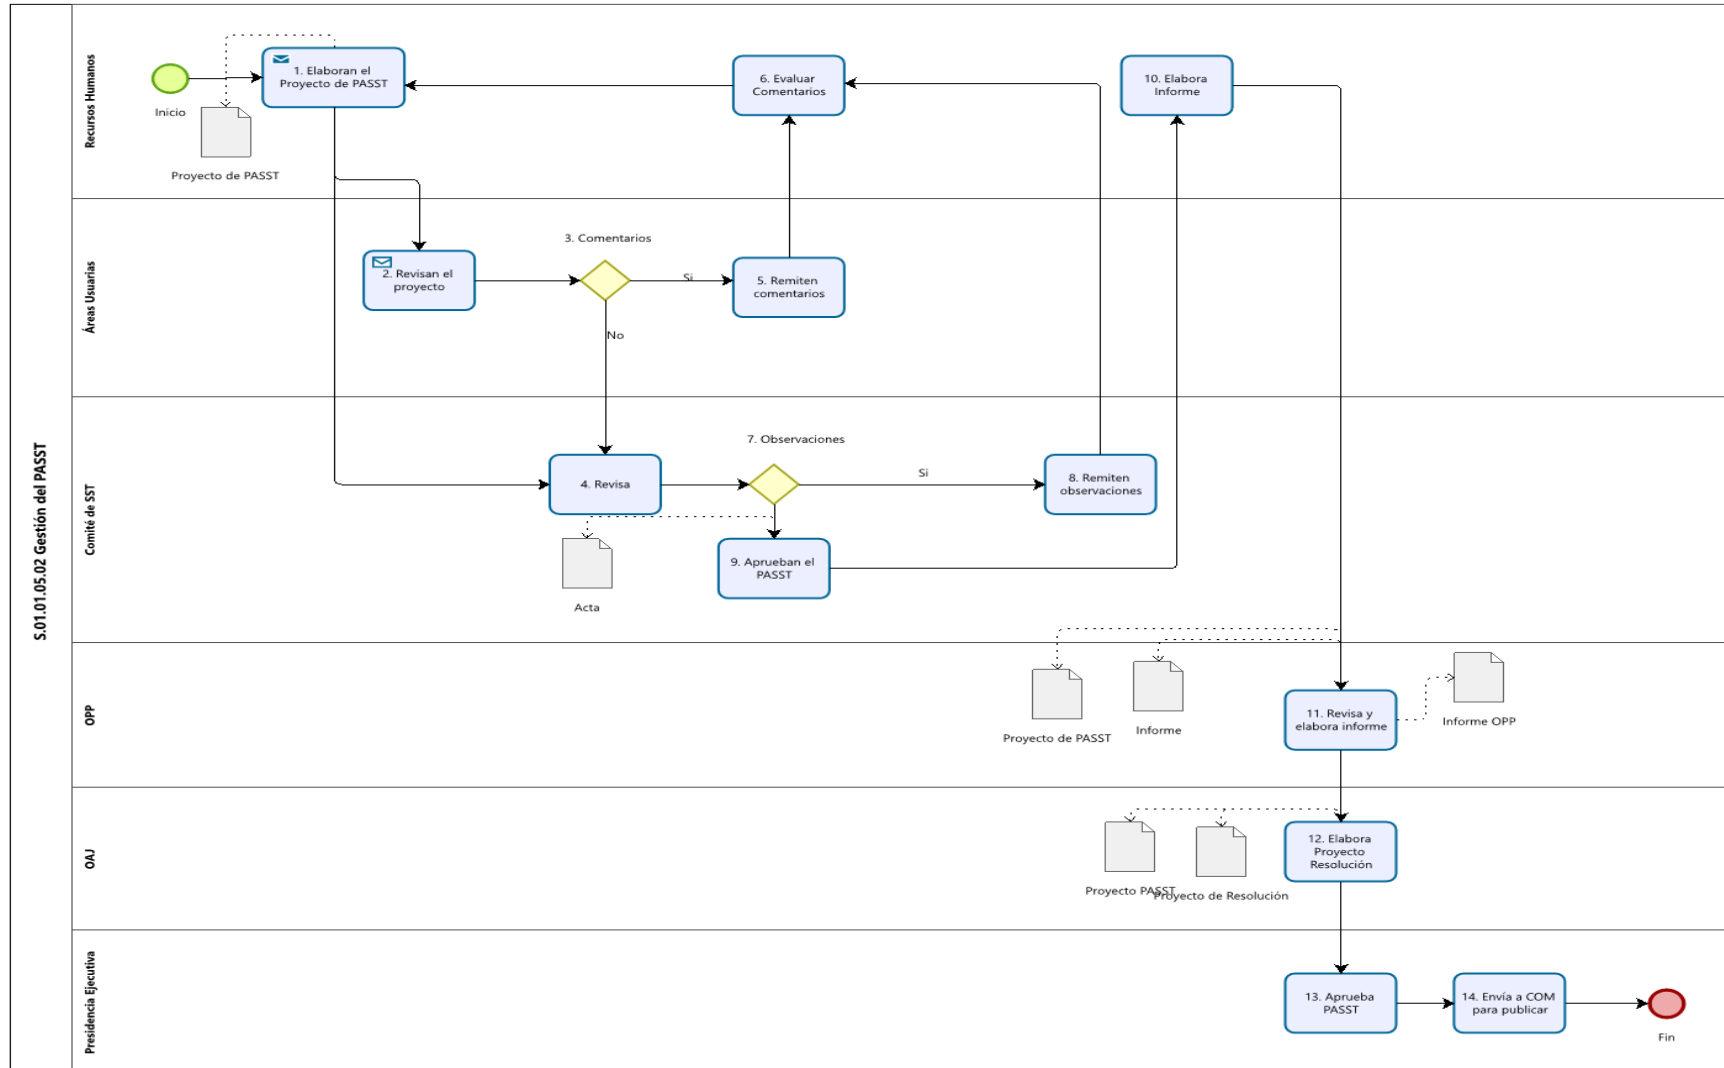 S.01.01.05.02 Gestión del PASST
Recursos Humanos
Inicio
1. Elaboran el
Proyecto de PASST
Proyecto de PASST
6. Evaluar
Comentarios
10. Elabora
Informe
Áreas Usuarias
2. Revisan el
proyecto
3. Comentarios
Si
No
5. Remiten
comentarios
Comité de SST
4. Revisa
7. Observaciones
Si
8. Remiten
observaciones
9. Aprueban el
PASST
Acta
OPP
Proyecto de PASST
Informe
11. Revisa y
elabora informe
Informe OPP
OAJ
Proyecto PASST
Proyecto de Resolución
12. Elabora
Proyecto
Resolución
Presidencia Ejecutiva
13. Aprueba
PASST
14. Envía a COM
para publicar
Fin